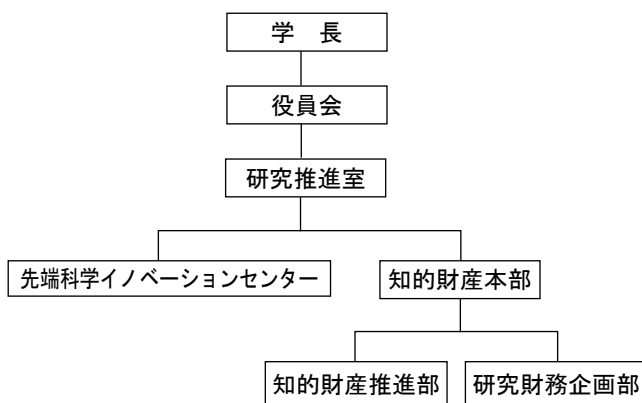 学　長
役員会
研究推進室
先端科学イノベーションセンター
知的財産本部
知的財産推進部
研究財務企画部